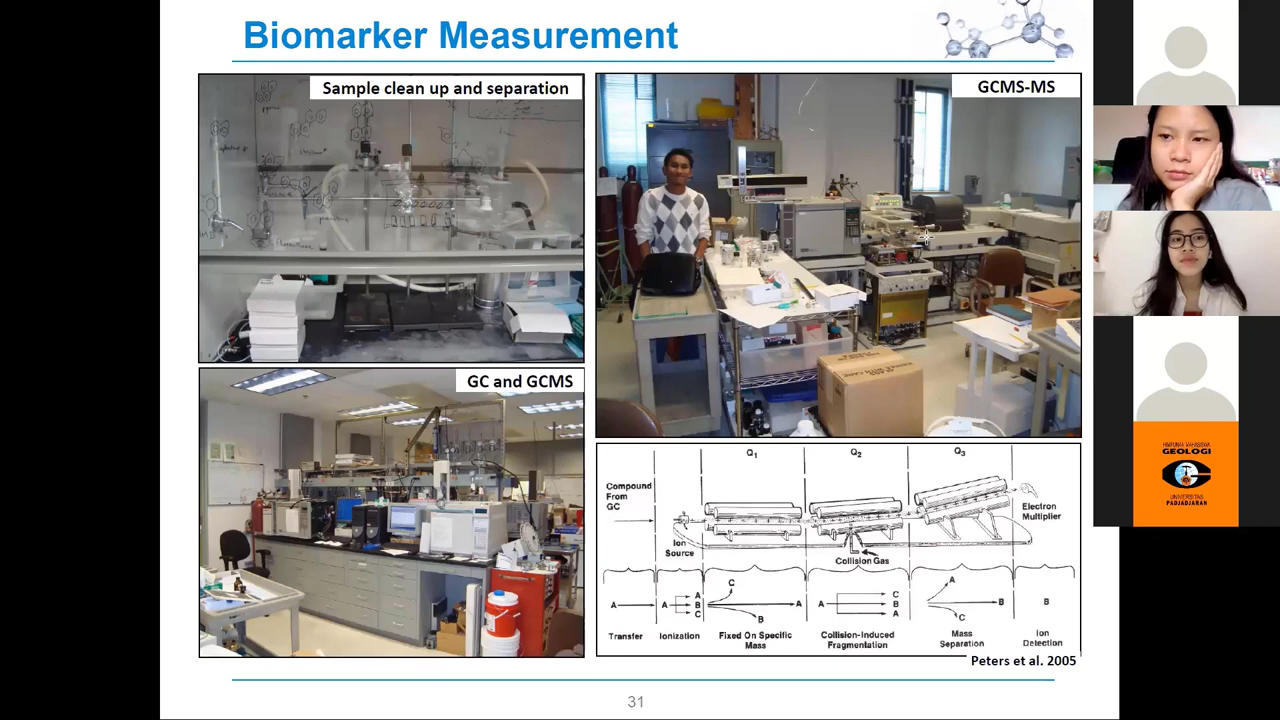 Biomarker Measurement
Sample clean up and separation
GCMS-MS
GC and GCMS
Q1
Q2
Q3
Compound
From
GC
Ion
Source
Collision Gas
Electron
Multiplier
A
A
A
B
C
C
A
B
A
C
B
A
A
B
C
B
Transfer
Ionization
Fixed On Specific
Mass
Collision-Induced
Fragmentation
Mass
Separation
Ion
Detection
Peters et al. 2005
31
HIMPUNAN MAHASISWA
GEOLOGI
UNIVERSITAS
PADJADJARAN